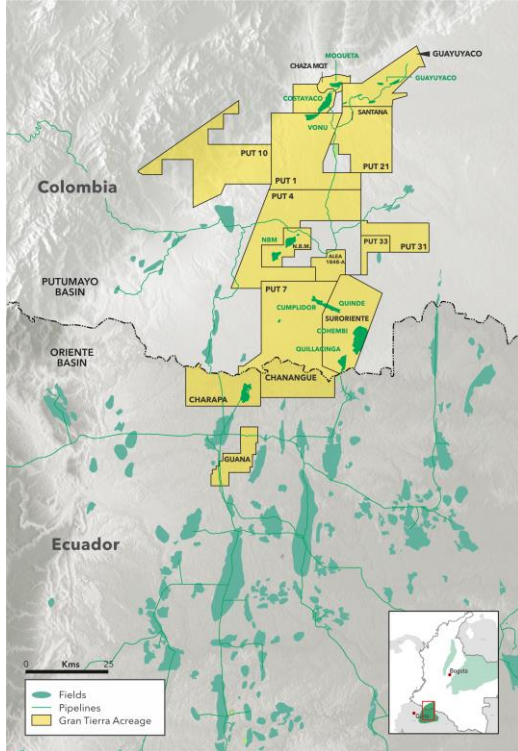 MOQUETA
GUAYUYACO
CHAZA MQT
GUAYUYACO
COSTAYACO
SANTANA
VONU
PUT 10
PUT 21
PUT 1
Colombia
PUT 4
NBM
N.B.M.
PUT 33
PUT 31
ALEA
1848-A
PUTUMAYO
BASIN
PUT 7
CUMPLIDOR
QUINDE
SURORIENTE
COHEMBI
ORIENTE
BASIN
QUILLACINGA
CHANANGUE
CHARAPA
GUANA
Ecuador
Kms
0
25
Fields
Pipelines
Gran Tierra Acreage
Bogota